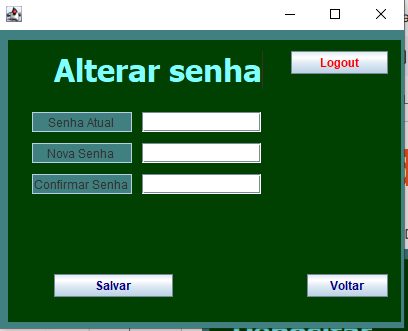 Alterar senha
Logout
Senha Atual
Nova Senha
Confirmar Senha
Salvar
Voltar